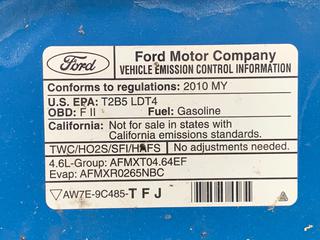 Ford
Ford Motor Company
VEHICLE EMISSION CONTROL INFORMATION
Conforms to regulations: 2010 MY
U.S. EPA: T2B5 LDT4
OBD: F II
Fuel: Gasoline
California: Not for sale in states with
California emissions standards.
TWC/HO2S/SFI/HAFS
No adjustments needed.
4.6L-Group: AFMXT04.64EF
Evap: AFMXR0265NBC
AW7E-9C485-TFJ